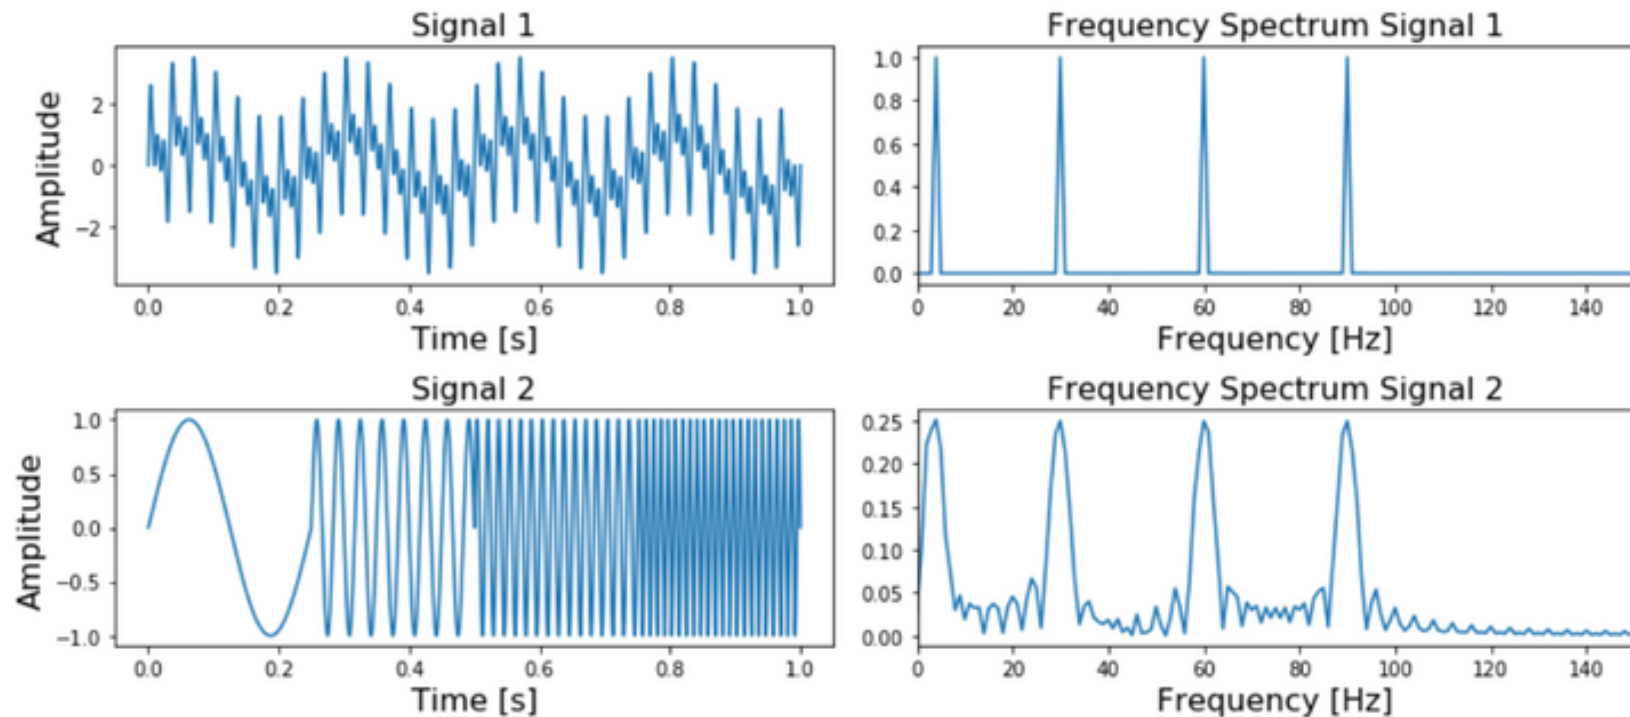 Signal 1
Amplitude
2
0
−2
0.0 0.2 0.4 0.6 0.8 1.0
Time [s]
Frequency Spectrum Signal 1
1.0
0.8
0.6
0.4
0.2
0.0
0 20 40 60 80 100 120 140
Frequency [Hz]
Signal 2
Amplitude
1.0
0.5
0.0
−0.5
−1.0
0.0 0.2 0.4 0.6 0.8 1.0
Time [s]
Frequency Spectrum Signal 2
0.25
0.20
0.15
0.10
0.05
0.00
0 20 40 60 80 100 120 140
Frequency [Hz]